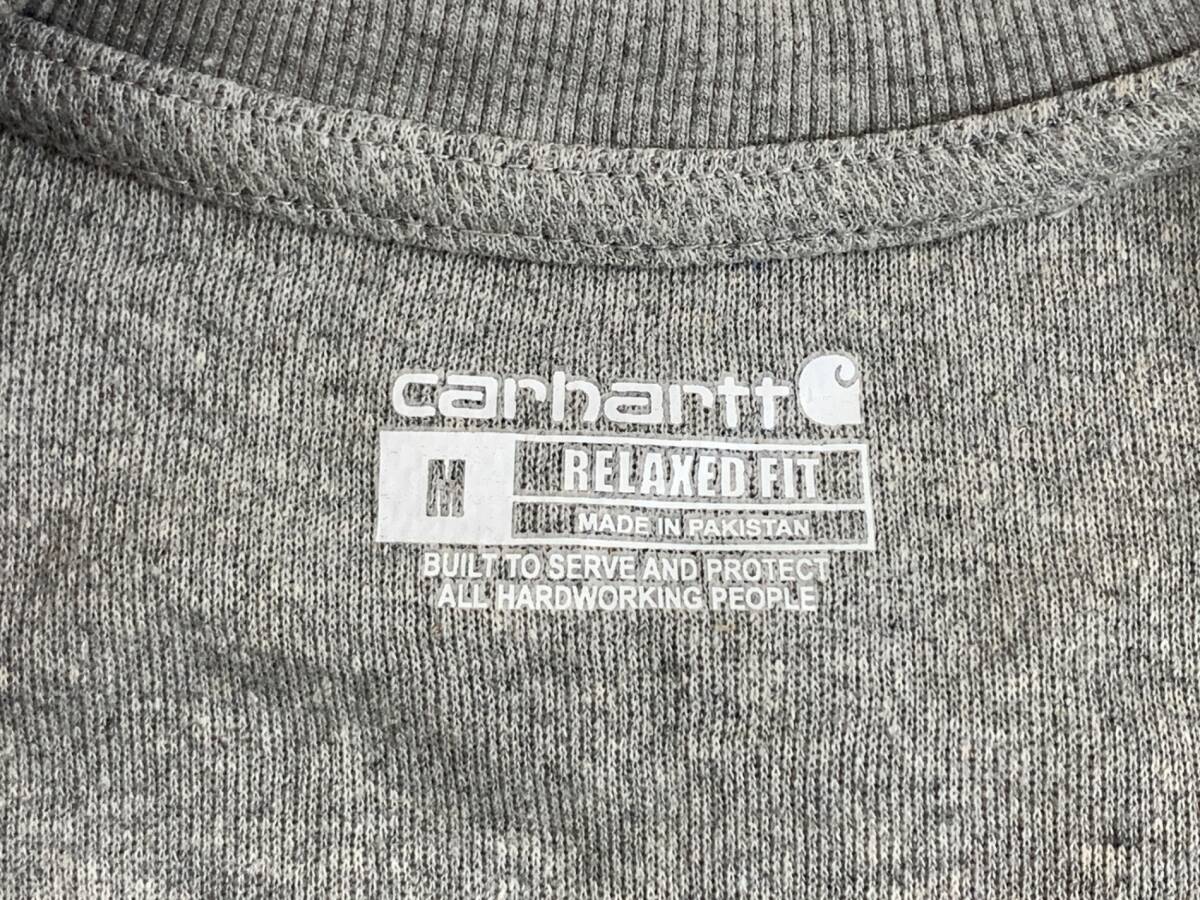 carhartt
M
RELAXED FIT
MADE IN PAKISTAN
BUILT TO SERVE AND PROTECT
ALL HARDWORKING PEOPLE